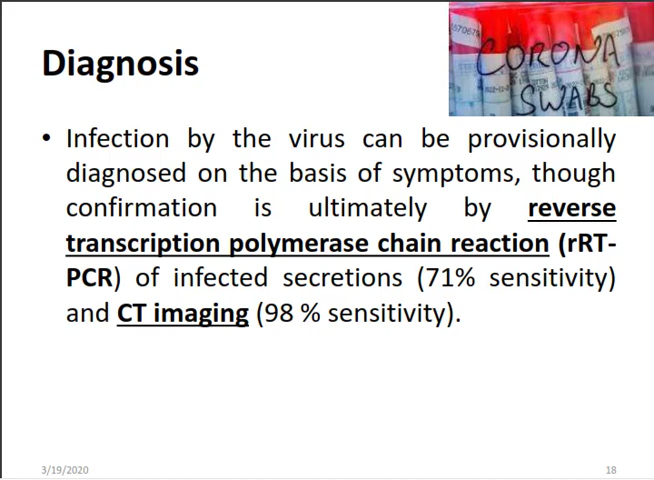 Diagnosis
CORONA
SWABS
• Infection by the virus can be provisionally
diagnosed on the basis of symptoms, though
confirmation is ultimately by reverse
transcription polymerase chain reaction (rRT-
PCR) of infected secretions (71% sensitivity)
and CT imaging (98 % sensitivity).
3/19/2020
18